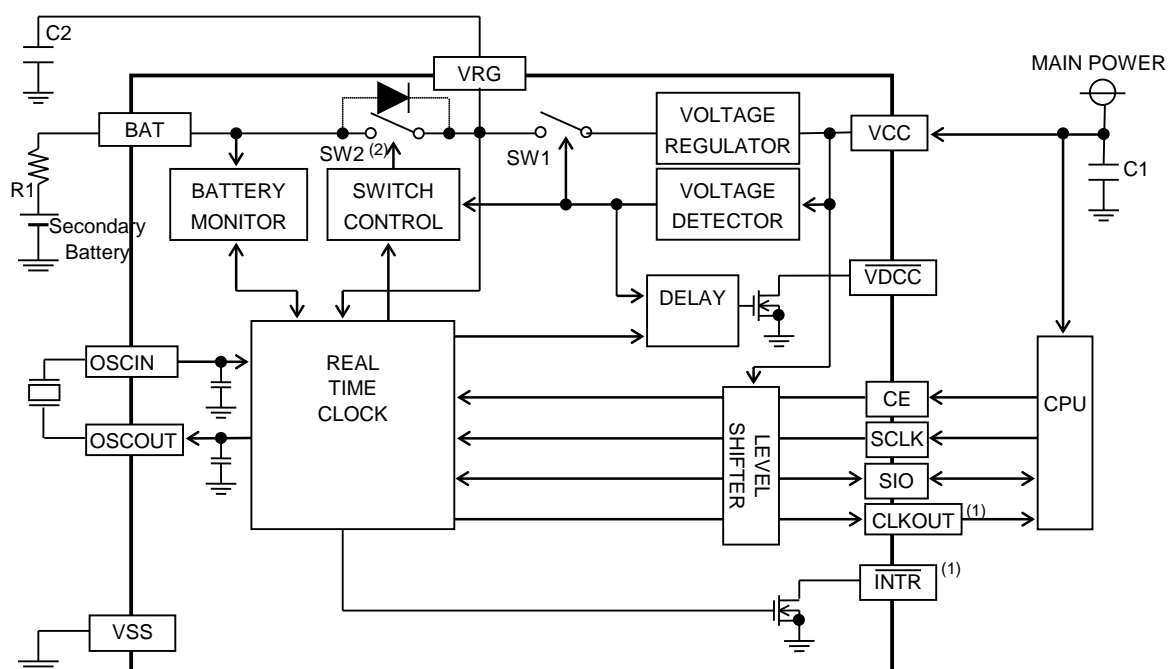 C2
VRG
MAIN POWER
BAT
SW2 (2)
SW1
VOLTAGE
REGULATOR
VCC
C1
R1
BATTERY
MONITOR
SWITCH
CONTROL
VOLTAGE
DETECTOR
Secondary
Battery
VDCC
DELAY
OSCIN
REAL
TIME
CLOCK
OSCOUT
LEVEL
SHIFTER
CE
SCLK
SIO
CLKOUT (1)
CPU
INTR (1)
VSS